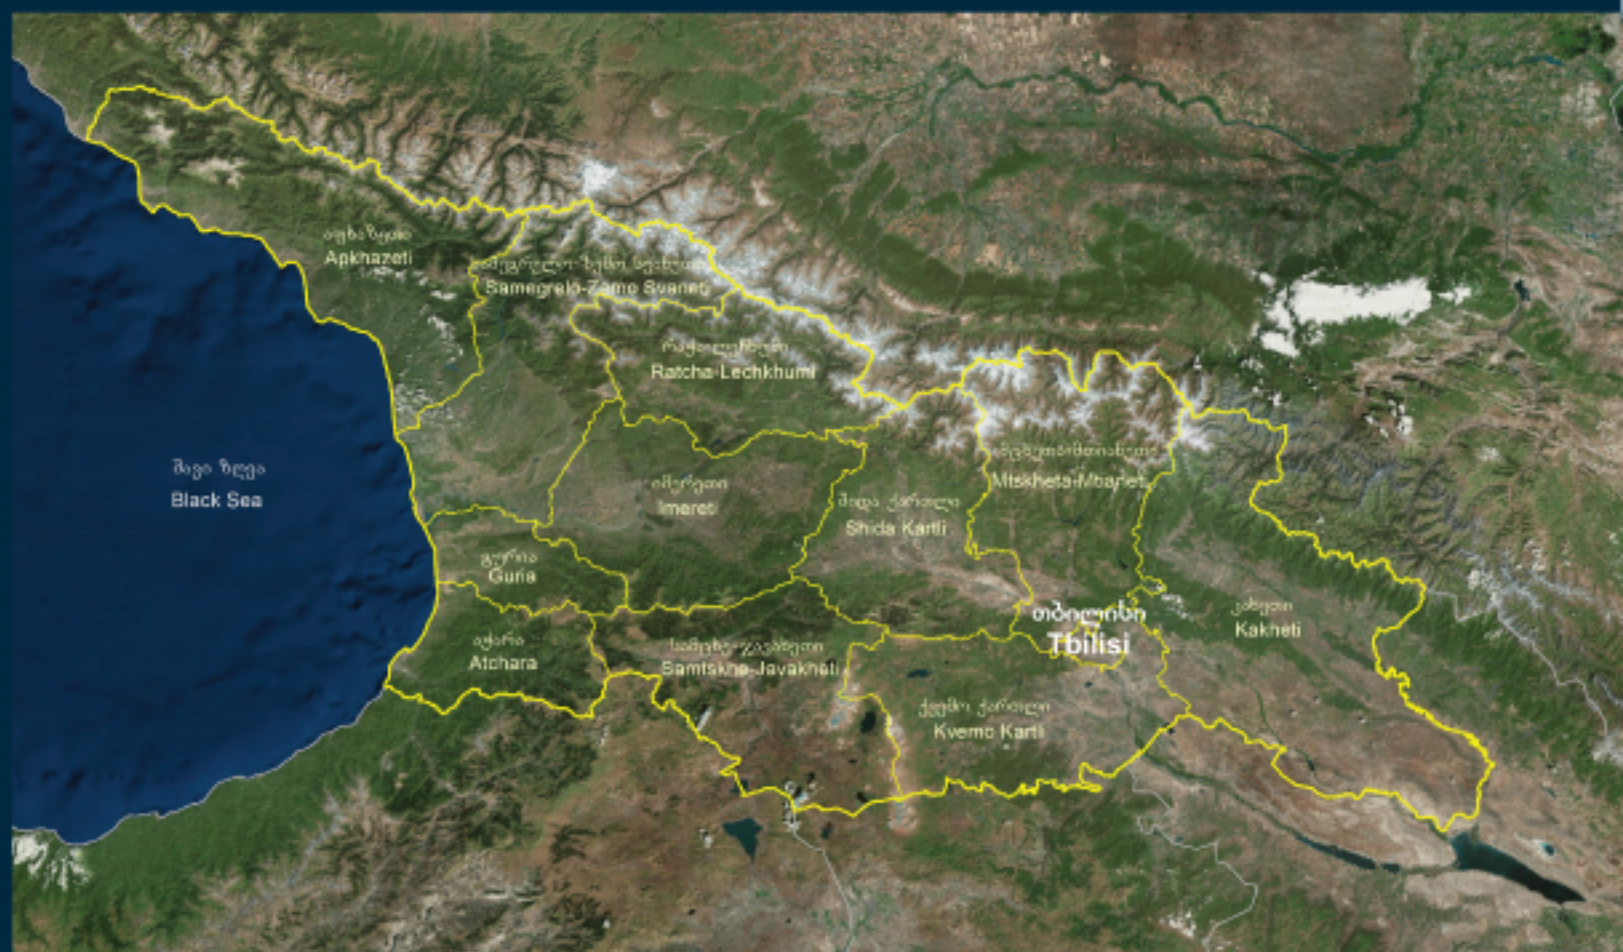 აფხაზეთი
Apkhazeti
სამეგრელო-ზემო სვანეთი
Samegrelo-Zemo Svaneti
რაჭა-ლეჩხუმი
Ratcha-Lechkhumi
შავი ზღვა
Black Sea
იმერეთი
Imereti
შიდა ქართლი
Shida Kartli
მცხეთა-მთიანეთი
Mtskheta-Mtianeti
გურია
Guria
თბილისი
Tbilisi
კახეთი
Kakheti
აჭარა
Atchara
სამცხე-ჯავახეთი
Samtskhe-Javakheti
ქვემო ქართლი
Kvemo Kartli